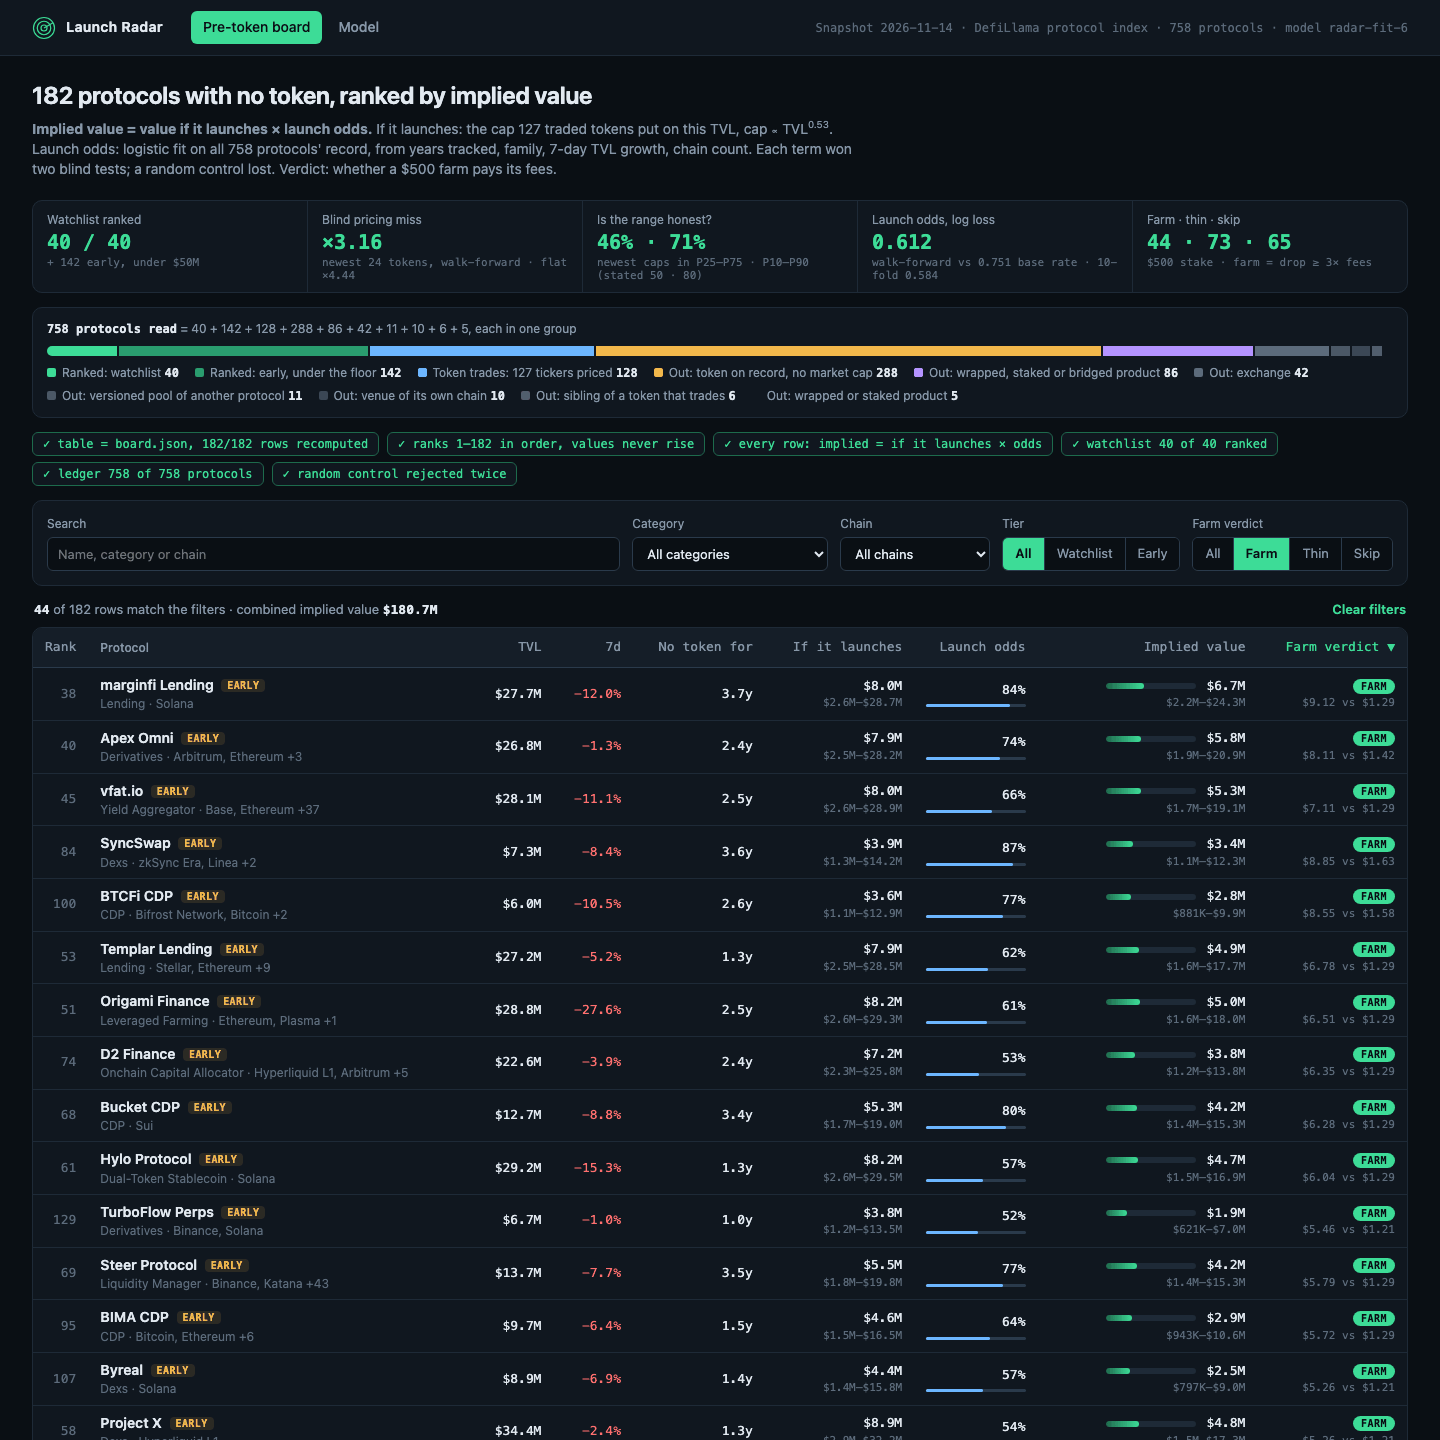 Launch Radar
Pre-token board
Model
Snapshot 2026-11-14 · DefiLlama protocol index · 758 protocols · model radar-fit-6
182 protocols with no token, ranked by implied value
Implied value = value if it launches × launch odds. If it launches: the cap 127 traded tokens put on this TVL, cap ∝ TVL^0.53.
Launch odds: logistic fit on all 758 protocols' record, from years tracked, family, 7-day TVL growth, chain count. Each term won
two blind tests; a random control lost. Verdict: whether a $500 farm pays its fees.
Watchlist ranked
40 / 40
+ 142 early, under $50M
Blind pricing miss
×3.16
newest 24 tokens, walk-forward · flat
×4.44
Is the range honest?
46% · 71%
newest caps in P25–P75 · P10–P90
(stated 50 · 80)
Launch odds, log loss
0.612
walk-forward vs 0.751 base rate · 10-
fold 0.584
Farm · thin · skip
44 · 73 · 65
$500 stake · farm = drop ≥ 3× fees
758 protocols read = 40 + 142 + 128 + 288 + 86 + 42 + 11 + 10 + 6 + 5, each in one group
Ranked: watchlist 40 Ranked: early, under the floor 142 Token trades: 127 tickers priced 128 Out: token on record, no market cap 288 Out: wrapped, staked or bridged product 86 Out: exchange 42
Out: versioned pool of another protocol 11 Out: venue of its own chain 10 Out: sibling of a token that trades 6 Out: wrapped or staked product 5
✓ table = board.json, 182/182 rows recomputed ✓ ranks 1–182 in order, values never rise ✓ every row: implied = if it launches × odds ✓ watchlist 40 of 40 ranked
✓ ledger 758 of 758 protocols ✓ random control rejected twice
Search
Name, category or chain
Category
All categories
Chain
All chains
Tier
All Watchlist Early
Farm verdict
All Farm Thin Skip
44 of 182 rows match the filters · combined implied value $180.7M
Clear filters
Rank Protocol TVL 7d No token for If it launches Launch odds Implied value Farm verdict ▼
38 marginfi Lending EARLY $27.7M −12.0% 3.7y $8.0M 84% $6.7M FARM
Lending · Solana $2.6M–$28.7M $2.2M–$24.3M $9.12 vs $1.29
40 Apex Omni EARLY $26.8M −1.3% 2.4y $7.9M 74% $5.8M FARM
Derivatives · Arbitrum, Ethereum +3 $2.5M–$28.2M $1.9M–$20.9M $8.11 vs $1.42
45 vfat.io EARLY $28.1M −11.1% 2.5y $8.0M 66% $5.3M FARM
Yield Aggregator · Base, Ethereum +37 $2.6M–$28.9M $1.7M–$19.1M $7.11 vs $1.29
84 SyncSwap EARLY $7.3M −8.4% 3.6y $3.9M 87% $3.4M FARM
Dexs · zkSync Era, Linea +2 $1.3M–$14.2M $1.1M–$12.3M $8.85 vs $1.63
100 BTCFi CDP EARLY $6.0M −10.5% 2.6y $3.6M 77% $2.8M FARM
CDP · Bifrost Network, Bitcoin +2 $1.1M–$12.9M $881K–$9.9M $8.55 vs $1.58
53 Templar Lending EARLY $27.2M −5.2% 1.3y $7.9M 62% $4.9M FARM
Lending · Stellar, Ethereum +9 $2.5M–$28.5M $1.6M–$17.7M $6.78 vs $1.29
51 Origami Finance EARLY $28.8M −27.6% 2.5y $8.2M 61% $5.0M FARM
Leveraged Farming · Ethereum, Plasma +1 $2.6M–$29.3M $1.6M–$18.0M $6.51 vs $1.29
74 D2 Finance EARLY $22.6M −3.9% 2.4y $7.2M 53% $3.8M FARM
Onchain Capital Allocator · Hyperliquid L1, Arbitrum +5 $2.3M–$25.8M $1.2M–$13.8M $6.35 vs $1.29
68 Bucket CDP EARLY $12.7M −8.8% 3.4y $5.3M 80% $4.2M FARM
CDP · Sui $1.7M–$19.0M $1.4M–$15.3M $6.28 vs $1.29
61 Hylo Protocol EARLY $29.2M −15.3% 1.3y $8.2M 57% $4.7M FARM
Dual-Token Stablecoin · Solana $2.6M–$29.5M $1.5M–$16.9M $6.04 vs $1.29
129 TurboFlow Perps EARLY $6.7M −1.0% 1.0y $3.8M 52% $1.9M FARM
Derivatives · Binance, Solana $1.2M–$13.5M $621K–$7.0M $5.46 vs $1.21
69 Steer Protocol EARLY $13.7M −7.7% 3.5y $5.5M 77% $4.2M FARM
Liquidity Manager · Binance, Katana +43 $1.8M–$19.8M $1.4M–$15.3M $5.79 vs $1.29
95 BIMA CDP EARLY $9.7M −6.4% 1.5y $4.6M 64% $2.9M FARM
CDP · Bitcoin, Ethereum +6 $1.5M–$16.5M $943K–$10.6M $5.72 vs $1.29
107 Byreal EARLY $8.9M −6.9% 1.4y $4.4M 57% $2.5M FARM
Dexs · Solana $1.4M–$15.8M $797K–$9.0M $5.26 vs $1.21
58 Project X EARLY $34.4M −2.4% 1.3y $8.9M 54% $4.8M FARM